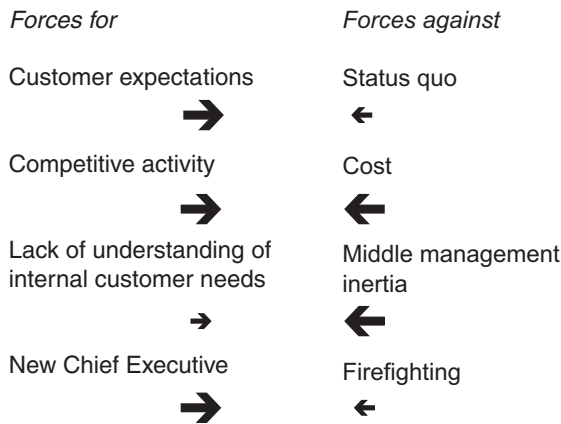 Forces for
Forces against
Customer expectations
Status quo
Competitive activity
Cost
Lack of understanding of
internal customer needs
Middle management
inertia
New Chief Executive
Firefighting